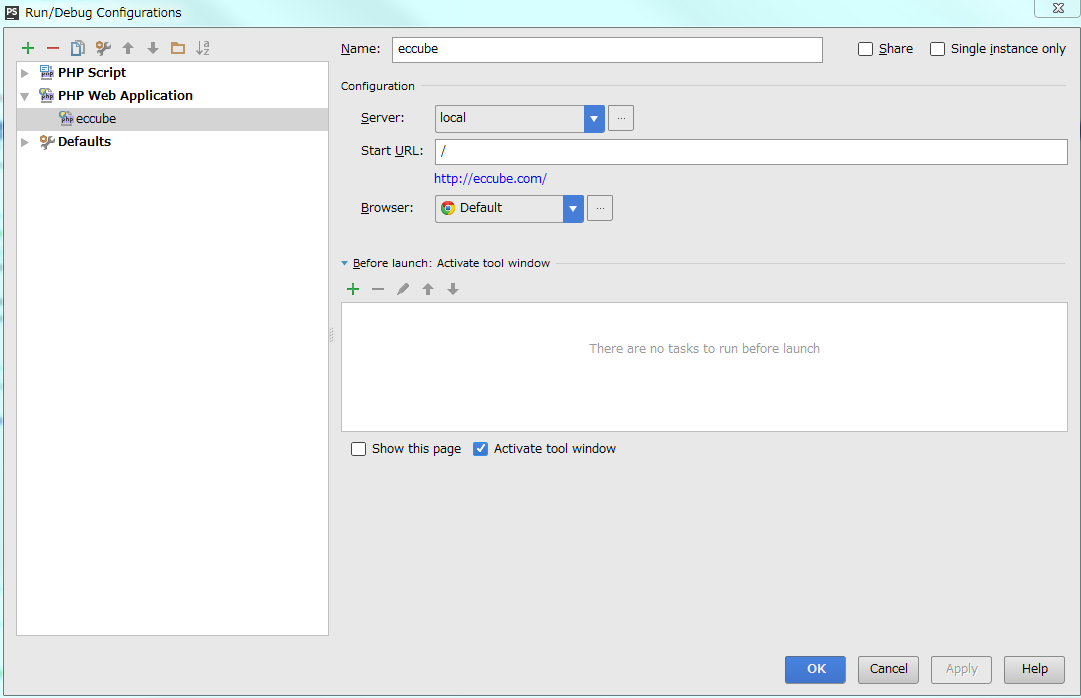 PS Run/Debug Configurations
Name: eccube Share Single instance only
PHP Script
PHP Web Application
eccube
Defaults
Configuration
Server: local ...
Start URL: /
http://eccube.com/
Browser: Default ...
Before launch: Activate tool window
There are no tasks to run before launch
Show this page Activate tool window
OK Cancel Apply Help